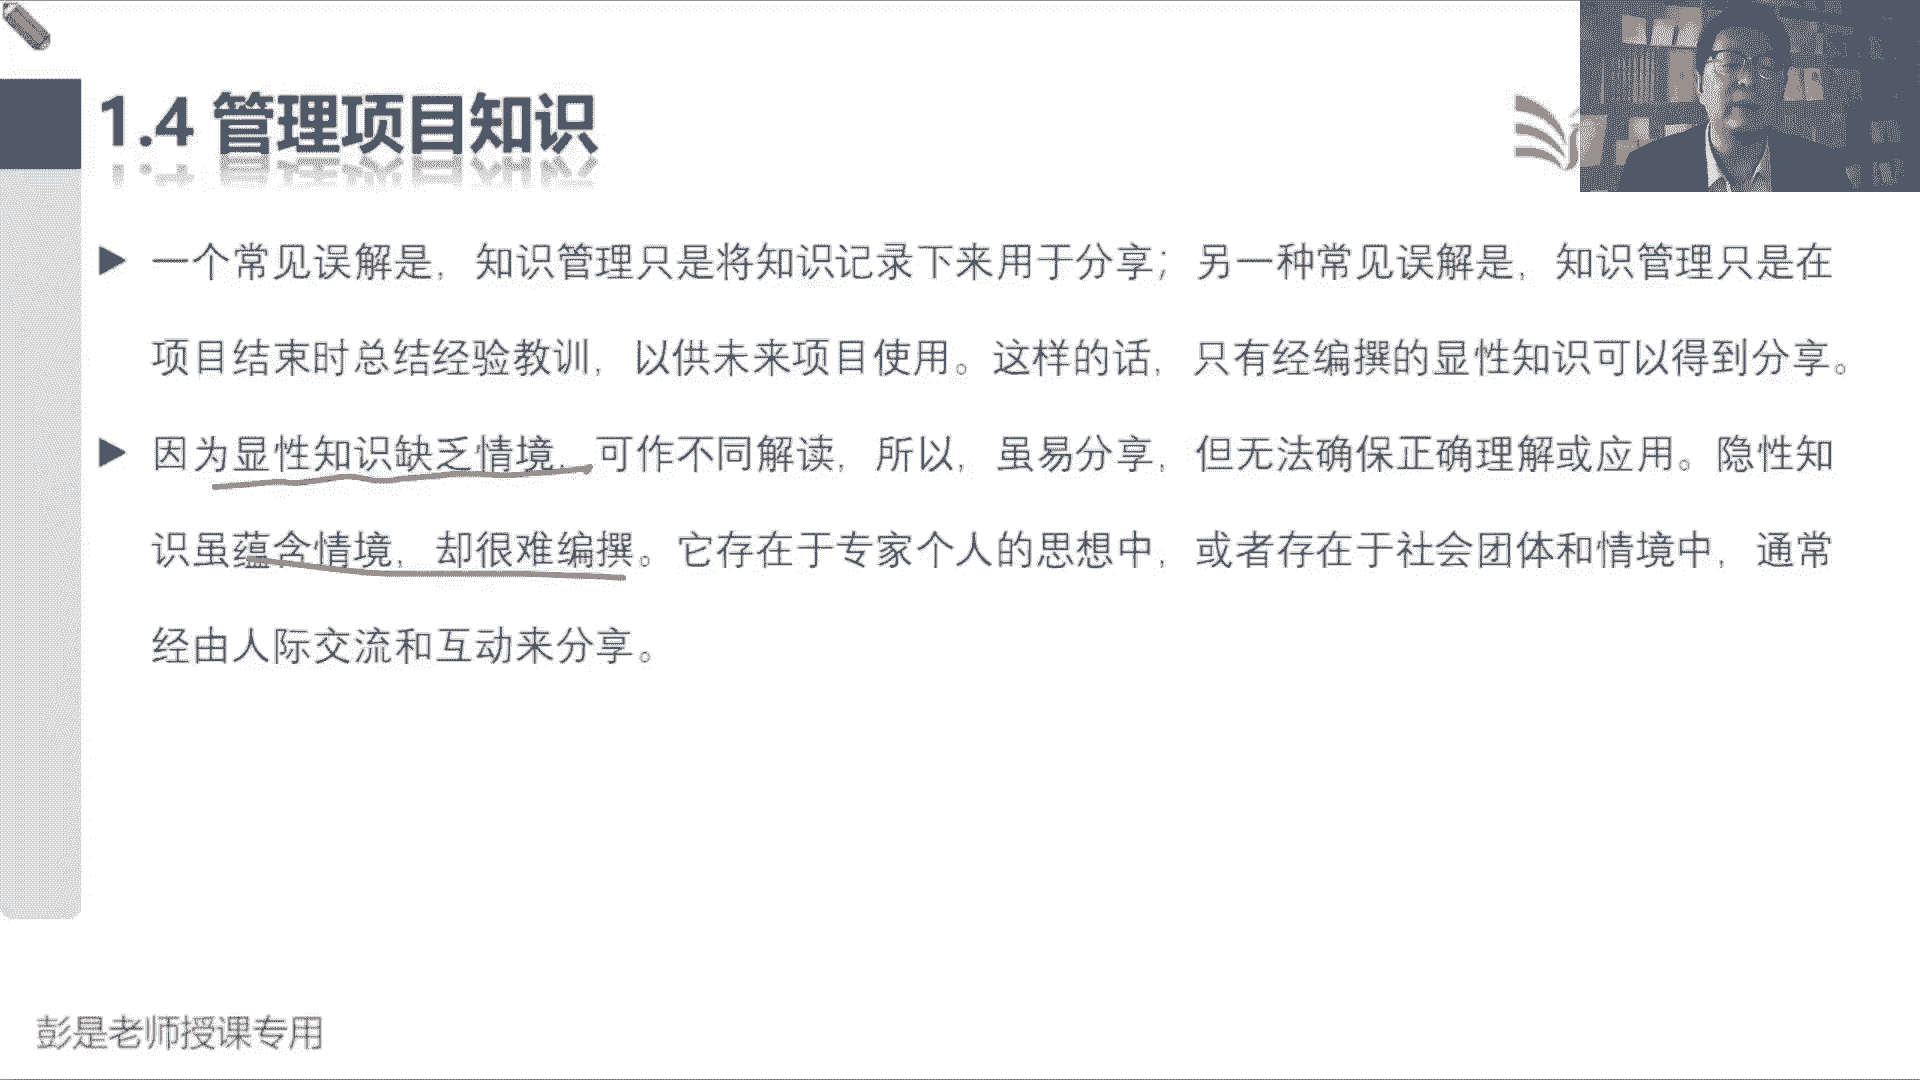 1.4 管理项目知识
一个常见误解是，知识管理只是将知识记录下来用于分享；另一种常见误解是，知识管理只是在
项目结束时总结经验教训，以供未来项目使用。这样的话，只有经编撰的显性知识可以得到分享。
因为显性知识缺乏情境，可作不同解读，所以，虽易分享，但无法确保正确理解或应用。隐性知
识虽蕴含情境，却很难编撰。它存在于专家个人的思想中，或者存在于社会团体和情境中，通常
经由人际交流和互动来分享。
彭是老师授课专用